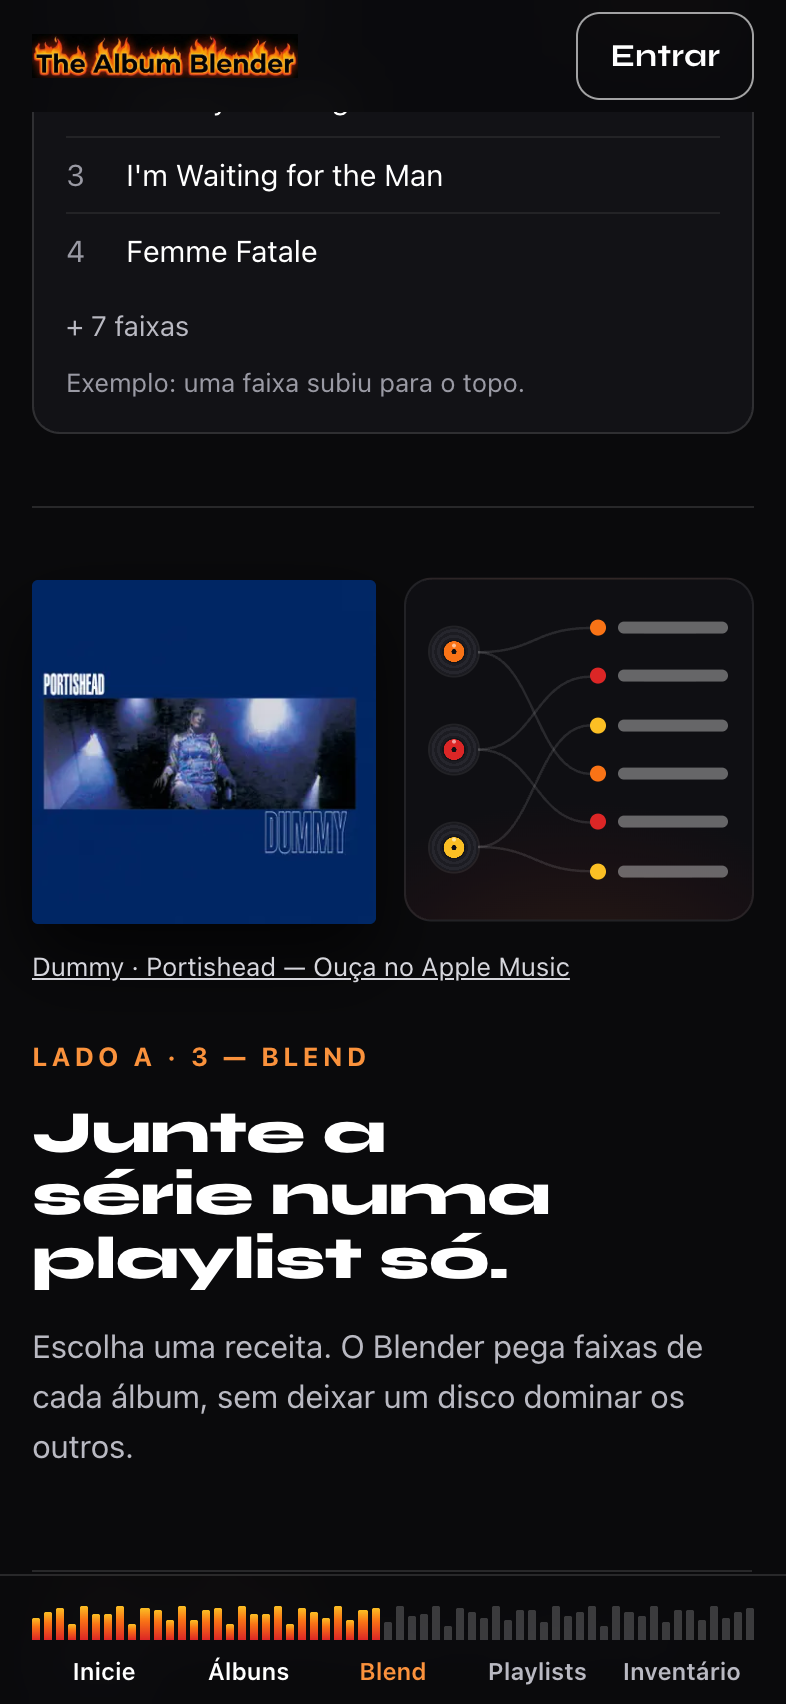 The Album Blender
Entrar
3 I'm Waiting for the Man
4 Femme Fatale
+ 7 faixas
Exemplo: uma faixa subiu para o topo.
PORTISHEAD
DUMMY
Dummy · Portishead — Ouça no Apple Music
LADO A · 3 — BLEND
Junte a
série numa
playlist só.
Escolha uma receita. O Blender pega faixas de
cada álbum, sem deixar um disco dominar os
outros.
Inicie Álbuns Blend Playlists Inventário